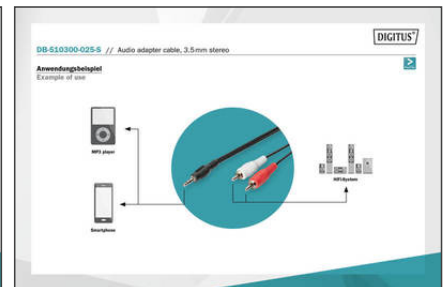 DIGITUS®
DB-510300-025-S // Audio adapter cable, 3.5mm stereo
Anwendungsbeispiel
Example of use
MP3 player
HiFi-System
Smartphone